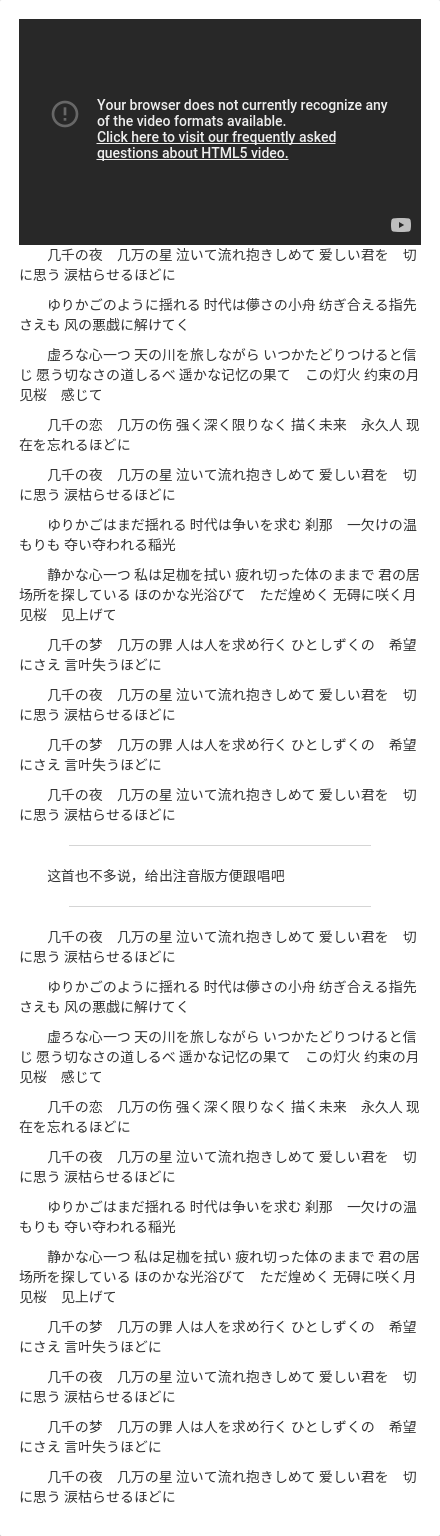 Your browser does not currently recognize any
of the video formats available.
Click here to visit our frequently asked
questions about HTML5 video.
几千の夜　几万の星 泣いて流れ抱きしめて 爱しい君を　切
に思う 涙枯らせるほどに
ゆりかごのように揺れる 时代は儚さの小舟 纺ぎ合える指先
さえも 风の悪戯に解けてく
虚ろな心一つ 天の川を旅しながら いつかたどりつけると信
じ 愿う切なさの道しるべ 遥かな记忆の果て　この灯火 约束の月
见桜　感じて
几千の恋　几万の伤 强く深く限りなく 描く未来　永久人 现
在を忘れるほどに
几千の夜　几万の星 泣いて流れ抱きしめて 爱しい君を　切
に思う 涙枯らせるほどに
ゆりかごはまだ揺れる 时代は争いを求む 刹那　一欠けの温
もりも 夺い夺われる稲光
静かな心一つ 私は足枷を拭い 疲れ切った体のままで 君の居
场所を探している ほのかな光浴びて　ただ煌めく 无碍に咲く月
见桜　见上げて
几千の梦　几万の罪 人は人を求め行く ひとしずくの　希望
にさえ 言叶失うほどに
几千の夜　几万の星 泣いて流れ抱きしめて 爱しい君を　切
に思う 涙枯らせるほどに
几千の梦　几万の罪 人は人を求め行く ひとしずくの　希望
にさえ 言叶失うほどに
几千の夜　几万の星 泣いて流れ抱きしめて 爱しい君を　切
に思う 涙枯らせるほどに
这首也不多说，给出注音版方便跟唱吧
几千の夜　几万の星 泣いて流れ抱きしめて 爱しい君を　切
に思う 涙枯らせるほどに
ゆりかごのように揺れる 时代は儚さの小舟 纺ぎ合える指先
さえも 风の悪戯に解けてく
虚ろな心一つ 天の川を旅しながら いつかたどりつけると信
じ 愿う切なさの道しるべ 遥かな记忆の果て　この灯火 约束の月
见桜　感じて
几千の恋　几万の伤 强く深く限りなく 描く未来　永久人 现
在を忘れるほどに
几千の夜　几万の星 泣いて流れ抱きしめて 爱しい君を　切
に思う 涙枯らせるほどに
ゆりかごはまだ揺れる 时代は争いを求む 刹那　一欠けの温
もりも 夺い夺われる稲光
静かな心一つ 私は足枷を拭い 疲れ切った体のままで 君の居
场所を探している ほのかな光浴びて　ただ煌めく 无碍に咲く月
见桜　见上げて
几千の梦　几万の罪 人は人を求め行く ひとしずくの　希望
にさえ 言叶失うほどに
几千の夜　几万の星 泣いて流れ抱きしめて 爱しい君を　切
に思う 涙枯らせるほどに
几千の梦　几万の罪 人は人を求め行く ひとしずくの　希望
にさえ 言叶失うほどに
几千の夜　几万の星 泣いて流れ抱きしめて 爱しい君を　切
に思う 涙枯らせるほどに